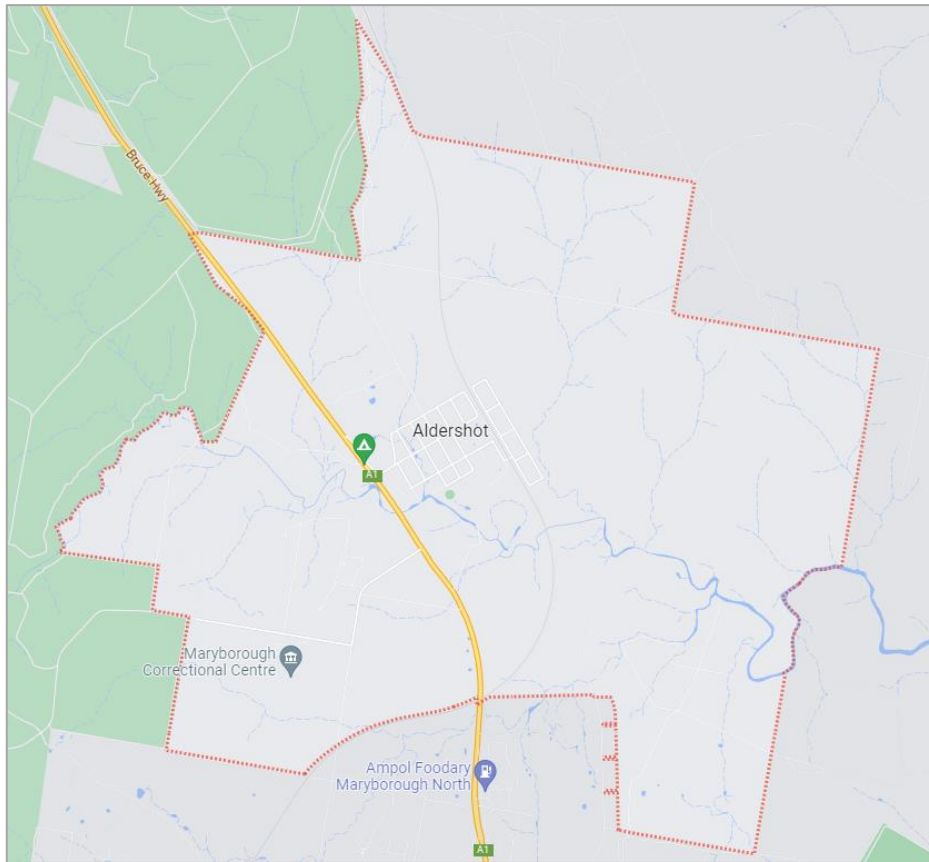 Bruce Hwy
Aldershot
A1
Maryborough
Correctional Centre
Ampol Foodary
Maryborough North
A1